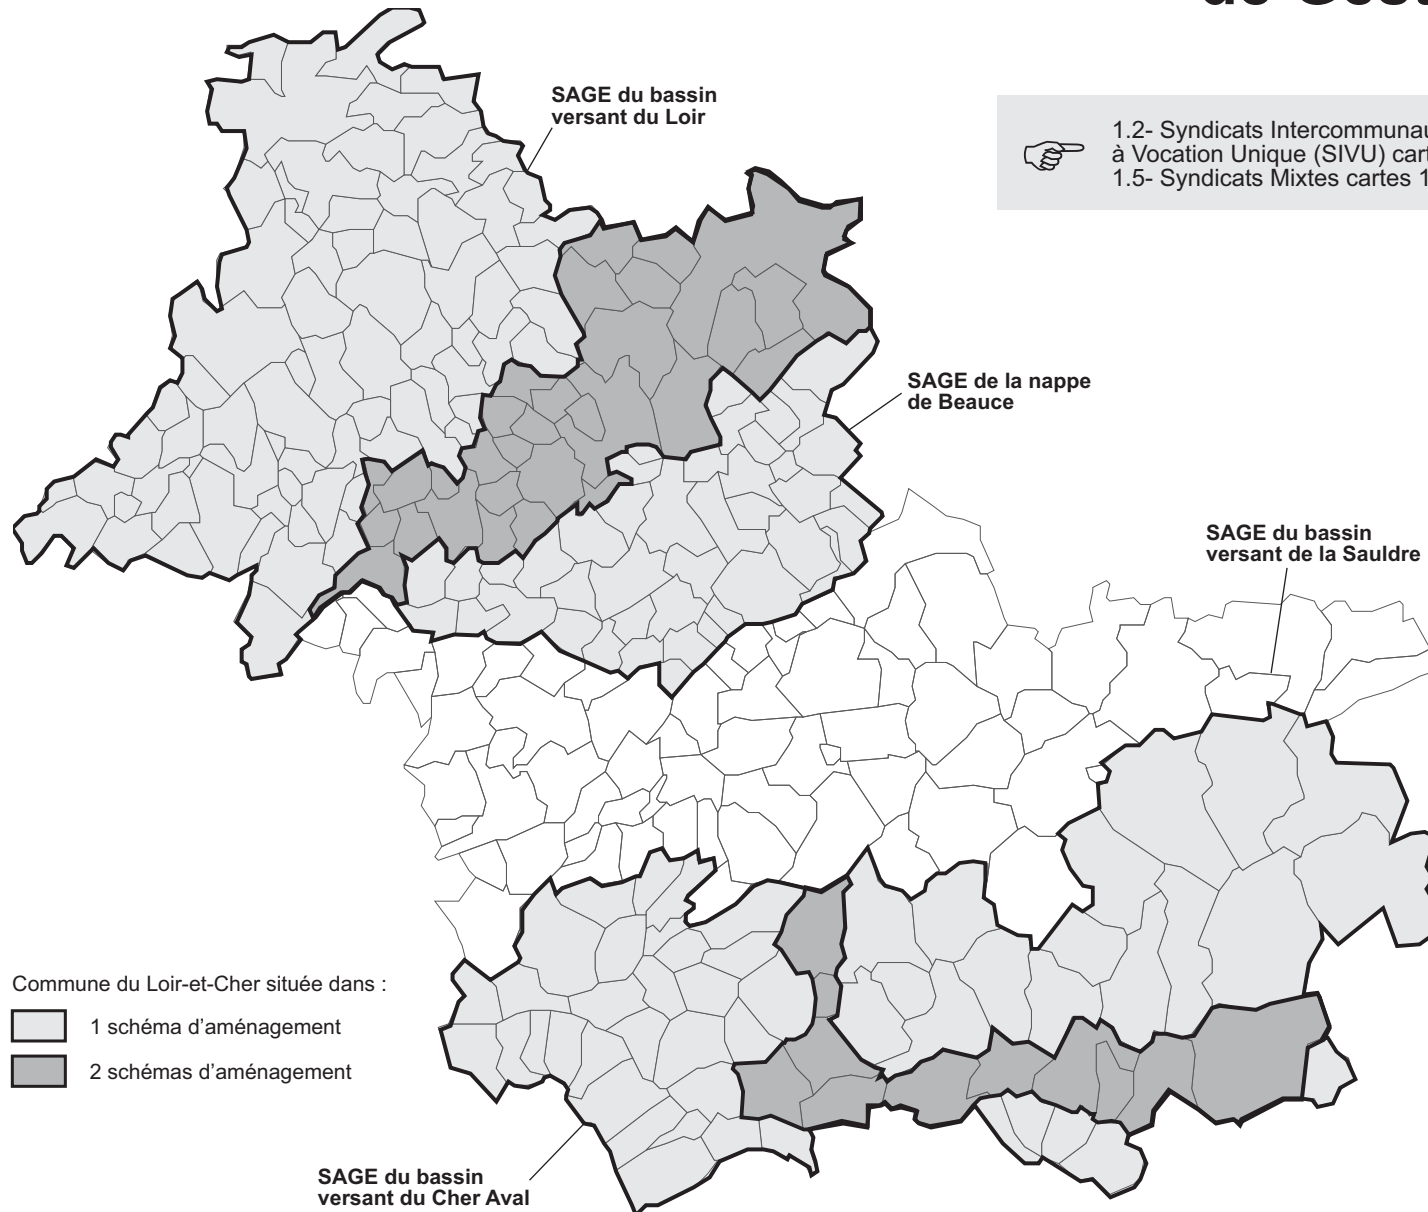 SAGE du bassin
versant du Loir
1.2- Syndicats Intercommunau
à Vocation Unique (SIVU) cart
1.5- Syndicats Mixtes cartes 1
SAGE de la nappe
de Beauce
SAGE du bassin
versant de la Sauldre
Commune du Loir-et-Cher située dans :
1 schéma d’aménagement
2 schémas d’aménagement
SAGE du bassin
versant du Cher Aval